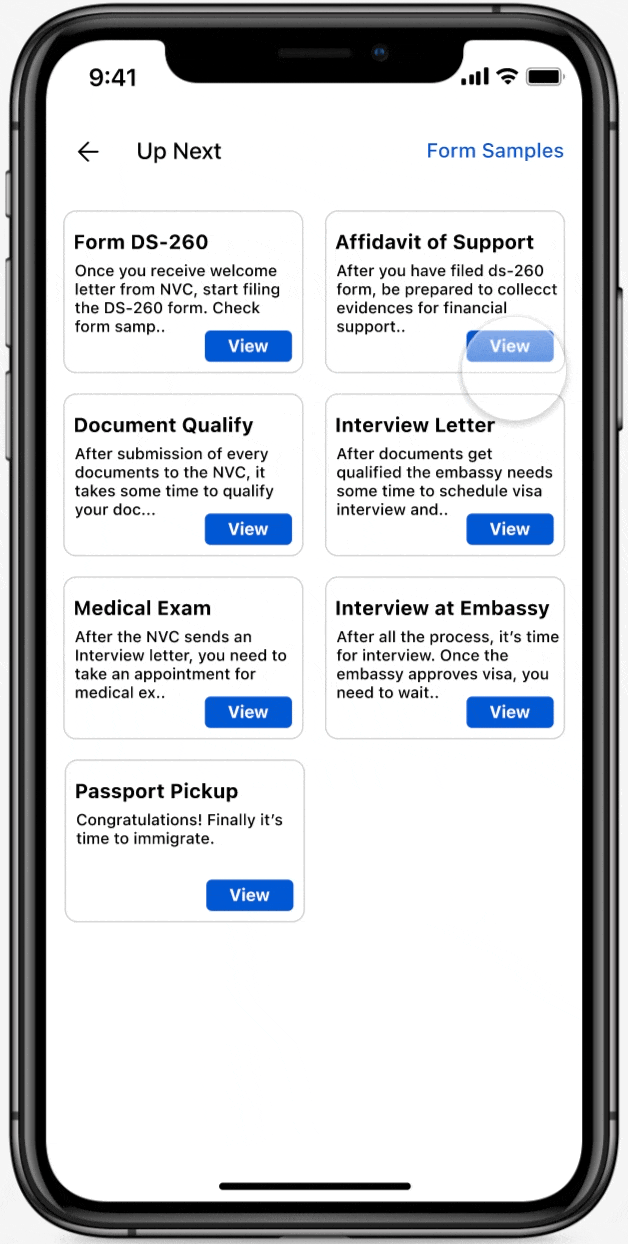 9:41
Up Next
Form Samples
Form DS-260
Once you receive welcome
letter from NVC, start filing
the DS-260 form. Check
form samp..
View
Affidavit of Support
After you have filed ds-260
form, be prepared to collecct
evidences for financial
support..
View
Document Qualify
After submission of every
documents to the NVC, it
takes some time to qualify
your doc...
View
Interview Letter
After documents get
qualified the embassy needs
some time to schedule visa
interview and..
View
Medical Exam
After the NVC sends an
Interview letter, you need to
take an appointment for
medical ex..
View
Interview at Embassy
After all the process, it’s time
for interview. Once the
embassy approves visa, you
need to wait..
View
Passport Pickup
Congratulations! Finally it’s
time to immigrate.
View